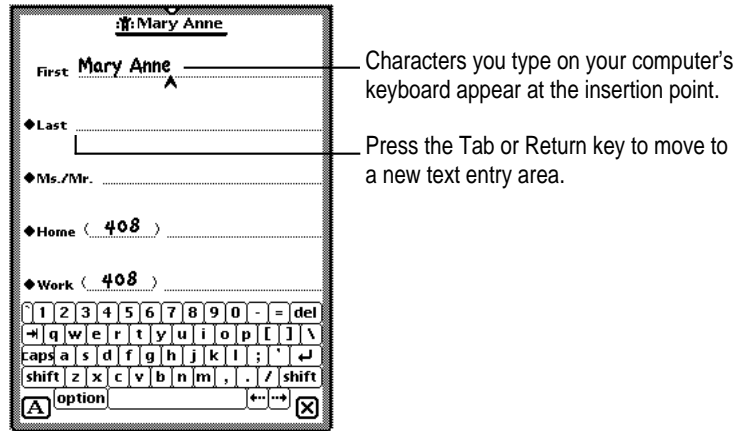 Mary Anne
First Mary Anne
Characters you type on your computer's
keyboard appear at the insertion point.
◆Last
Press the Tab or Return key to move to
a new text entry area.
◆Ms./Mr.
◆Home ( 408 )
◆Work ( 408 )
` 1 2 3 4 5 6 7 8 9 0 - = del
q w e r t y u i o p [ ] \
caps a s d f g h j k l ; '
shift z x c v b n m , . / shift
A option